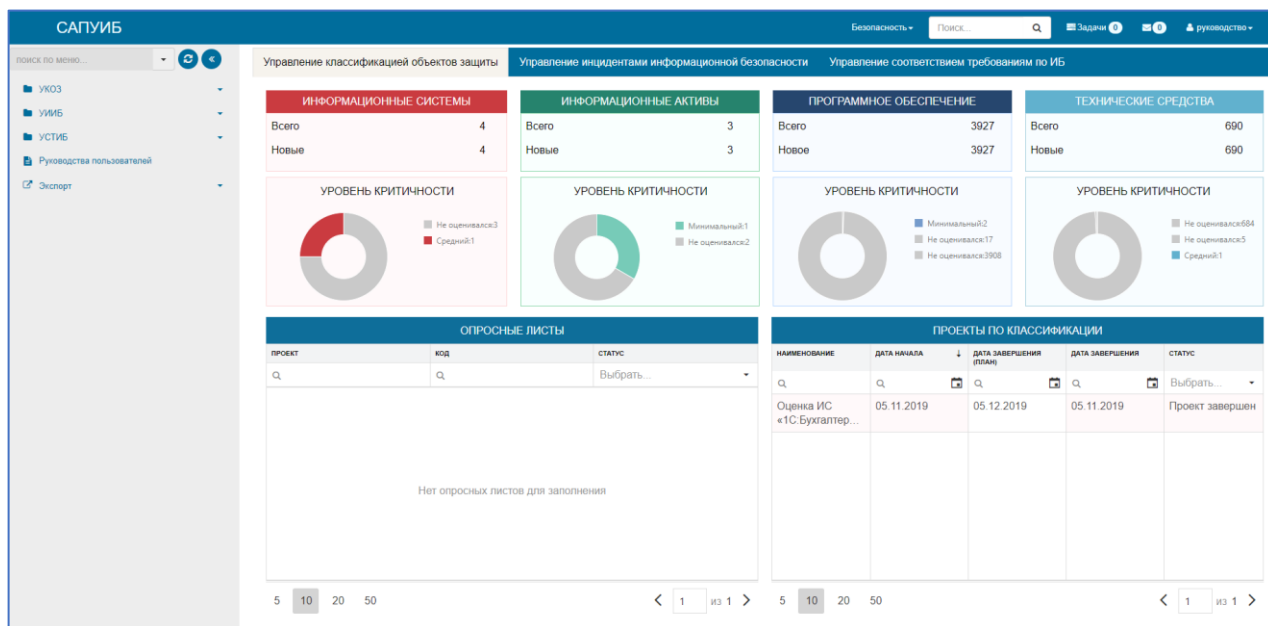 САПУИБ
Безопасность
Поиск...
Задачи 0
0
руководство
поиск по меню...
УКОЗ
УИИБ
УСТИБ
Руководства пользователей
Экспорт
Управление классификацией объектов защиты
Управление инцидентами информационной безопасности
Управление соответствием требованиям по ИБ
ИНФОРМАЦИОННЫЕ СИСТЕМЫ
Всего 4
Новые 4
ИНФОРМАЦИОННЫЕ АКТИВЫ
Всего 3
Новые 3
ПРОГРАММНОЕ ОБЕСПЕЧЕНИЕ
Всего 3927
Новое 3927
ТЕХНИЧЕСКИЕ СРЕДСТВА
Всего 690
Новые 690
УРОВЕНЬ КРИТИЧНОСТИ
Не оценивался:3
Средний:1
УРОВЕНЬ КРИТИЧНОСТИ
Минимальный:1
Не оценивался:2
УРОВЕНЬ КРИТИЧНОСТИ
Минимальный:2
Не оценивался:17
Не оценивался:3908
УРОВЕНЬ КРИТИЧНОСТИ
Не оценивался:684
Не оценивался:5
Средний:1
ОПРОСНЫЕ ЛИСТЫ
ПРОЕКТ КОД СТАТУС
Выбрать...
Нет опросных листов для заполнения
5 10 20 50
1 из 1
ПРОЕКТЫ ПО КЛАССИФИКАЦИИ
НАИМЕНОВАНИЕ ДАТА НАЧАЛА ДАТА ЗАВЕРШЕНИЯ (ПЛАН) ДАТА ЗАВЕРШЕНИЯ СТАТУС
Выбрать...
Оценка ИС «1С:Бухгалтер... 05.11.2019 05.12.2019 05.11.2019 Проект завершен
5 10 20 50
1 из 1